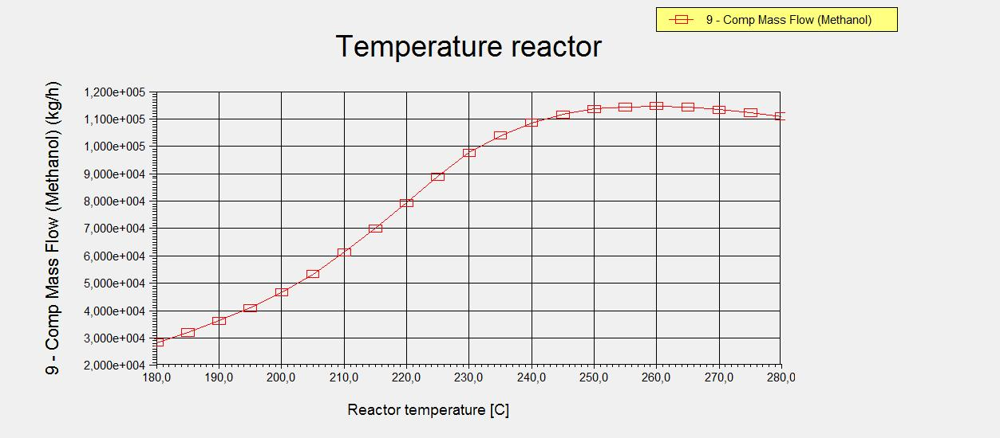 9 - Comp Mass Flow (Methanol)
Temperature reactor
9 - Comp Mass Flow (Methanol) (kg/h)
1,200e+005
1,100e+005
1,000e+005
9,000e+004
8,000e+004
7,000e+004
6,000e+004
5,000e+004
4,000e+004
3,000e+004
2,000e+004
180,0 190,0 200,0 210,0 220,0 230,0 240,0 250,0 260,0 270,0 280,0
Reactor temperature [C]